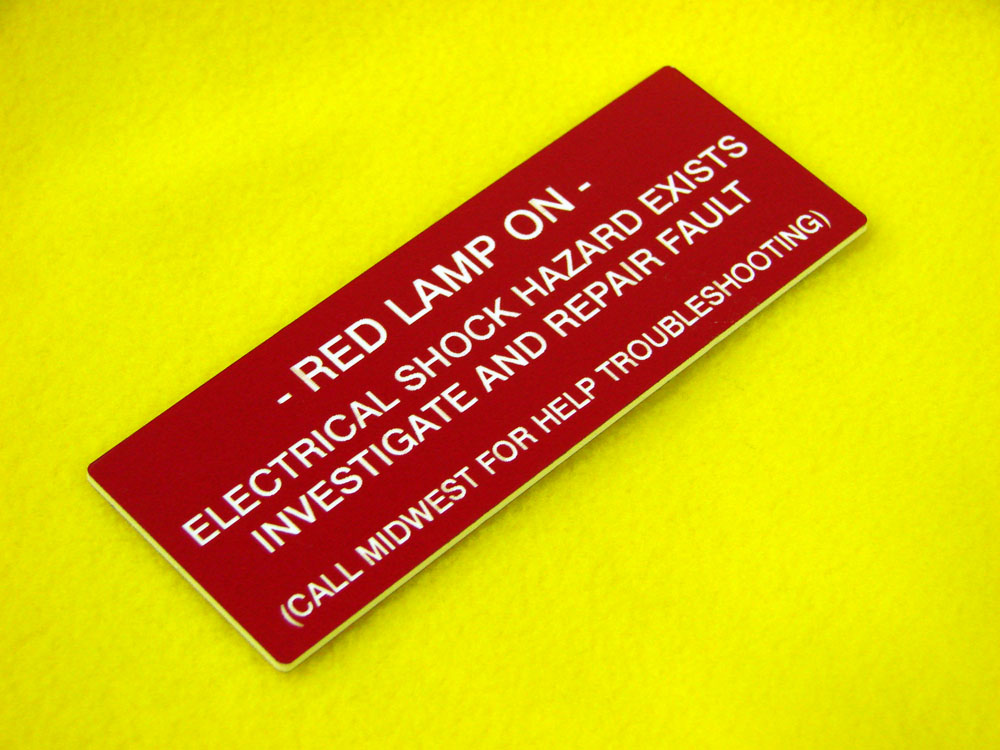 - RED LAMP ON -
ELECTRICAL SHOCK HAZARD EXISTS
INVESTIGATE AND REPAIR FAULT
(CALL MIDWEST FOR HELP TROUBLESHOOTING)